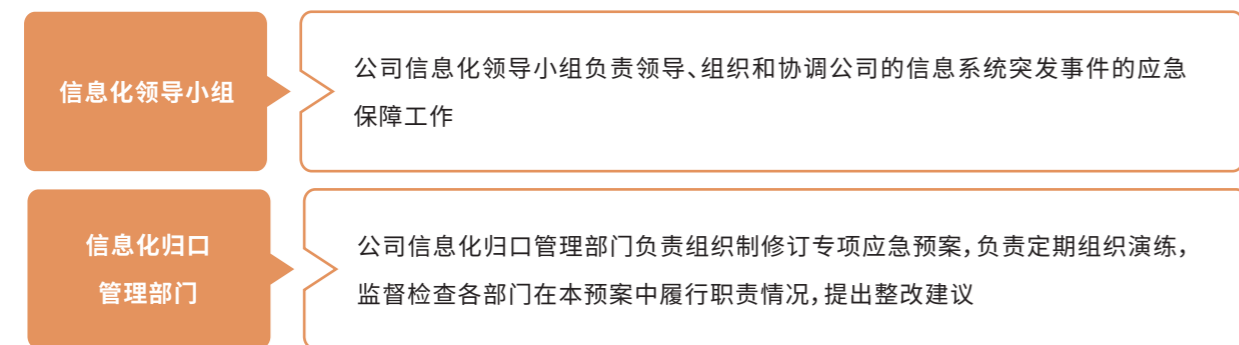 信息化领导小组
公司信息化领导小组负责领导、组织和协调公司的信息系统突发事件的应急
保障工作
信息化归口
管理部门
公司信息化归口管理部门负责组织制修订专项应急预案，负责定期组织演练，
监督检查各部门在本预案中履行职责情况，提出整改建议